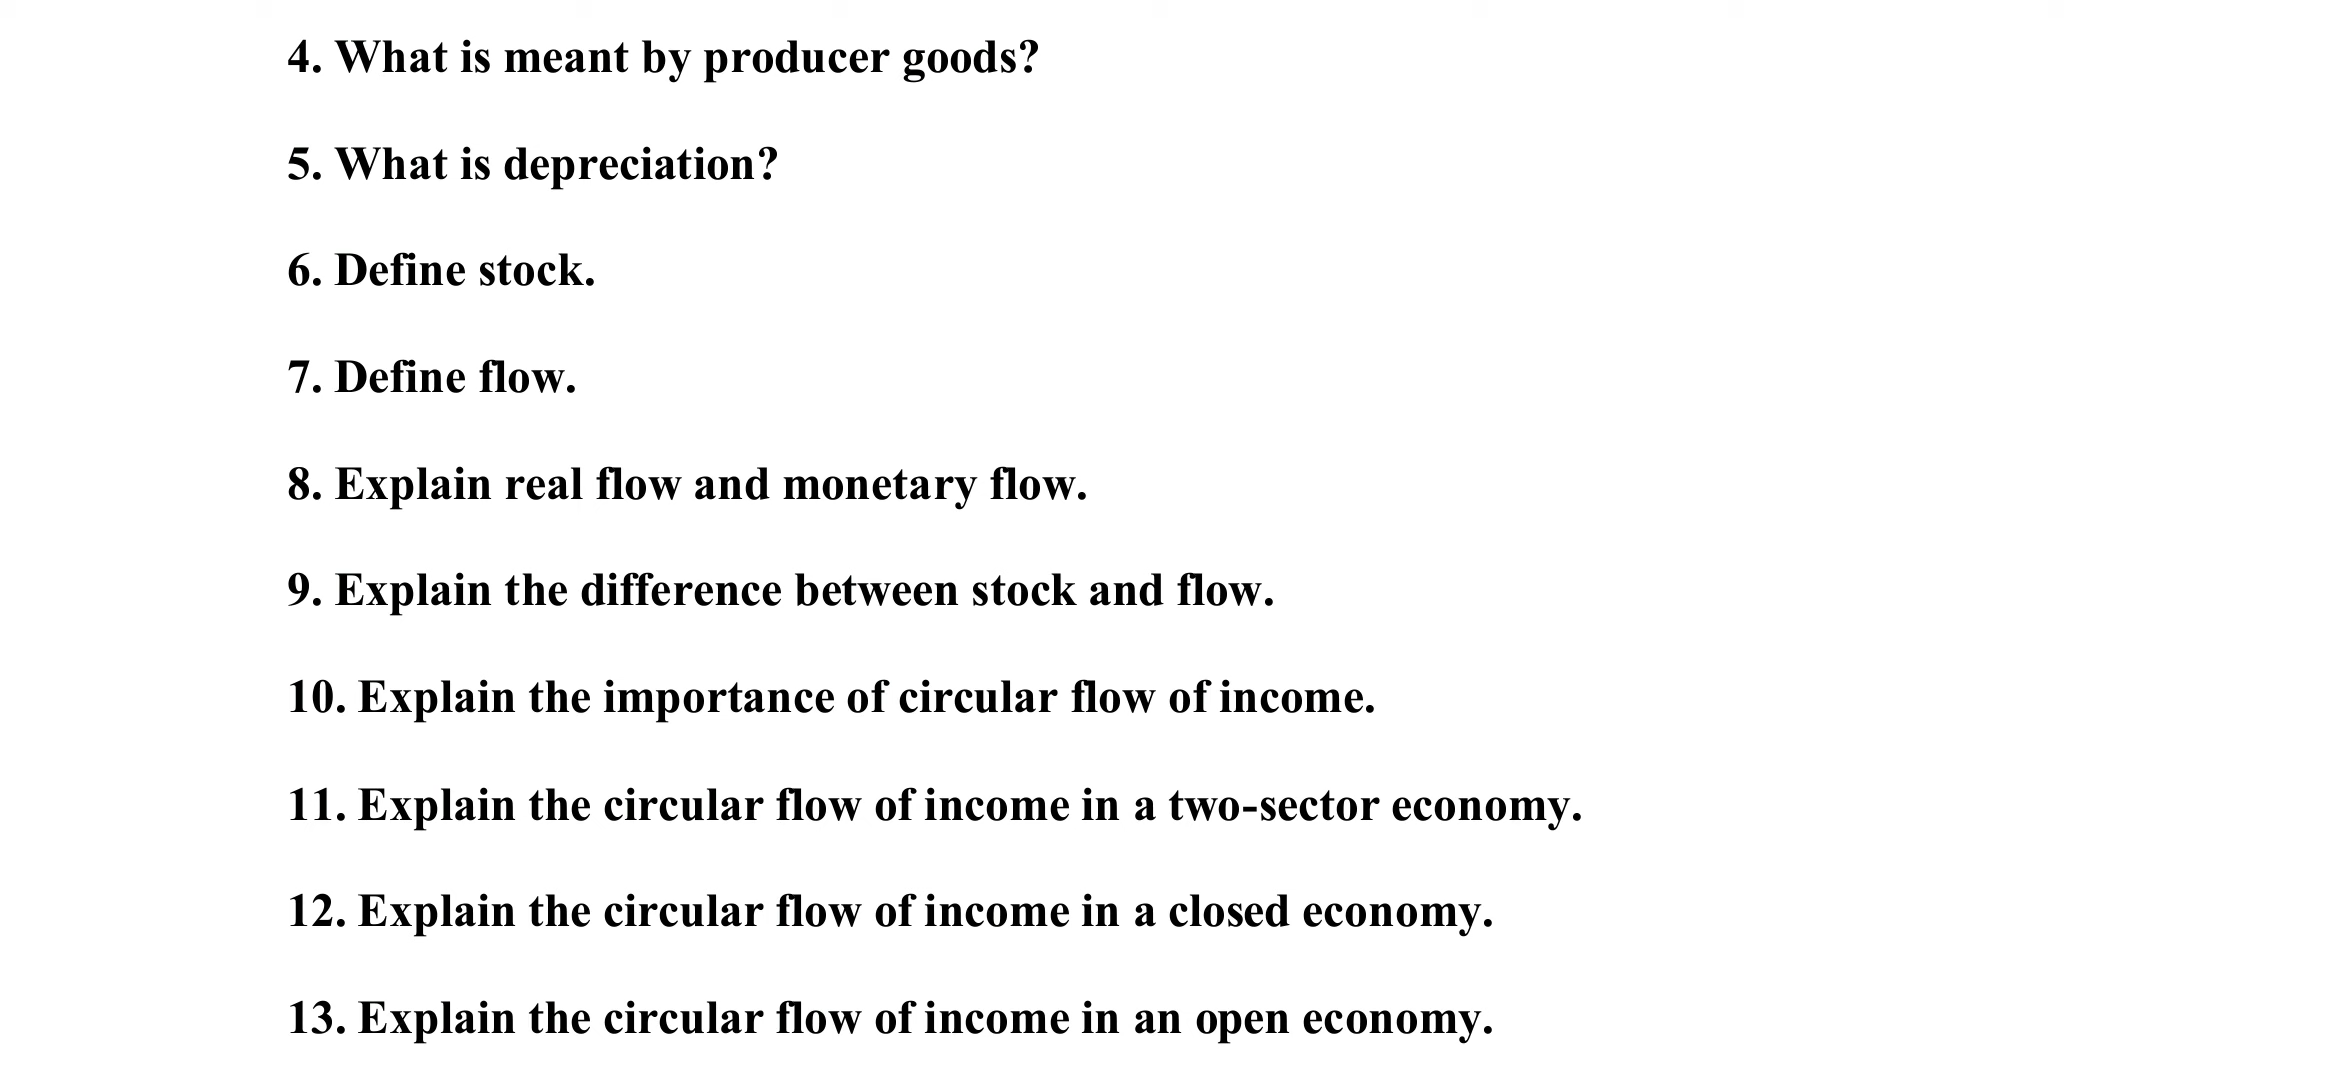 4. What is meant by producer goods?
5. What is depreciation?
6. Define stock.
7. Define flow.
8. Explain real flow and monetary flow.
9. Explain the difference between stock and flow.
10. Explain the importance of circular flow of income.
11. Explain the circular flow of income in a two-sector economy.
12. Explain the circular flow of income in a closed economy.
13. Explain the circular flow of income in an open economy.